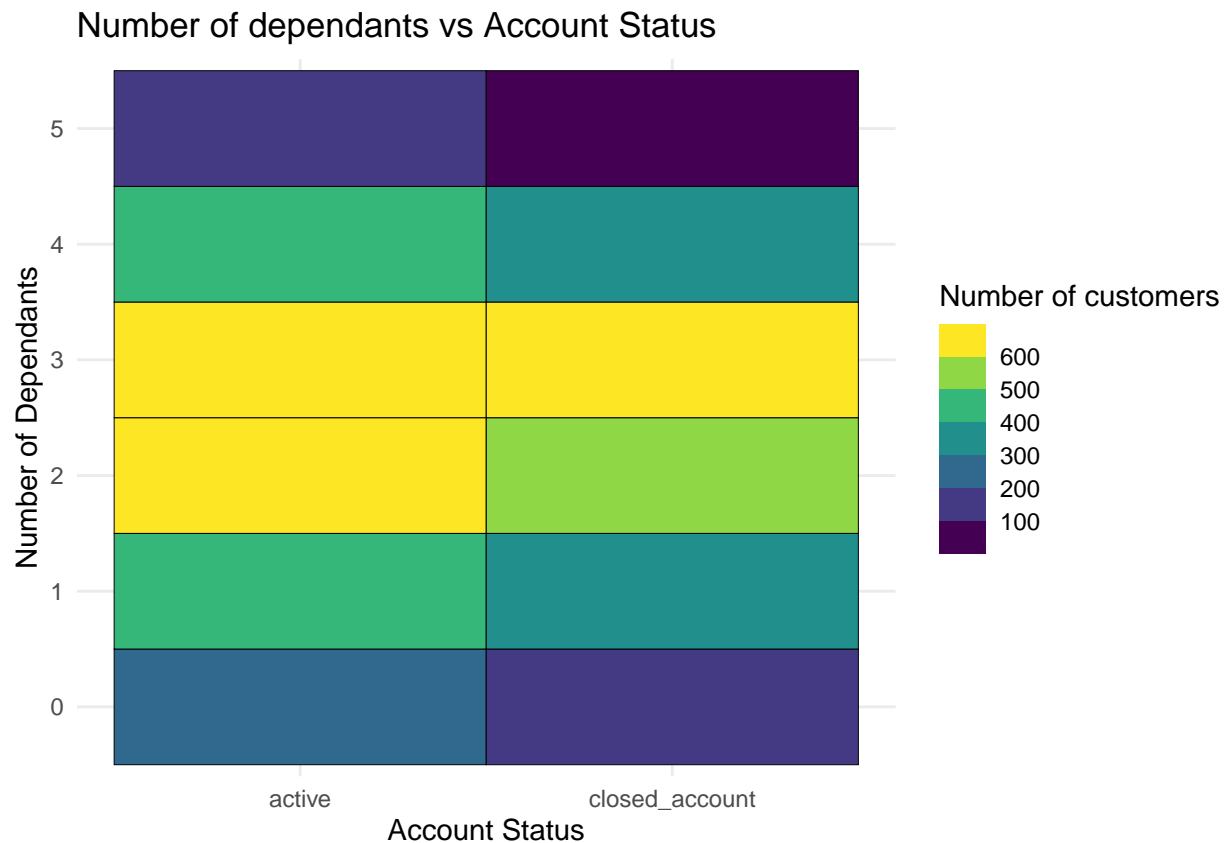 Number of dependants vs Account Status
Number of Dependants
5
4
3
2
1
0
active
closed_account
Account Status
Number of customers
600
500
400
300
200
100